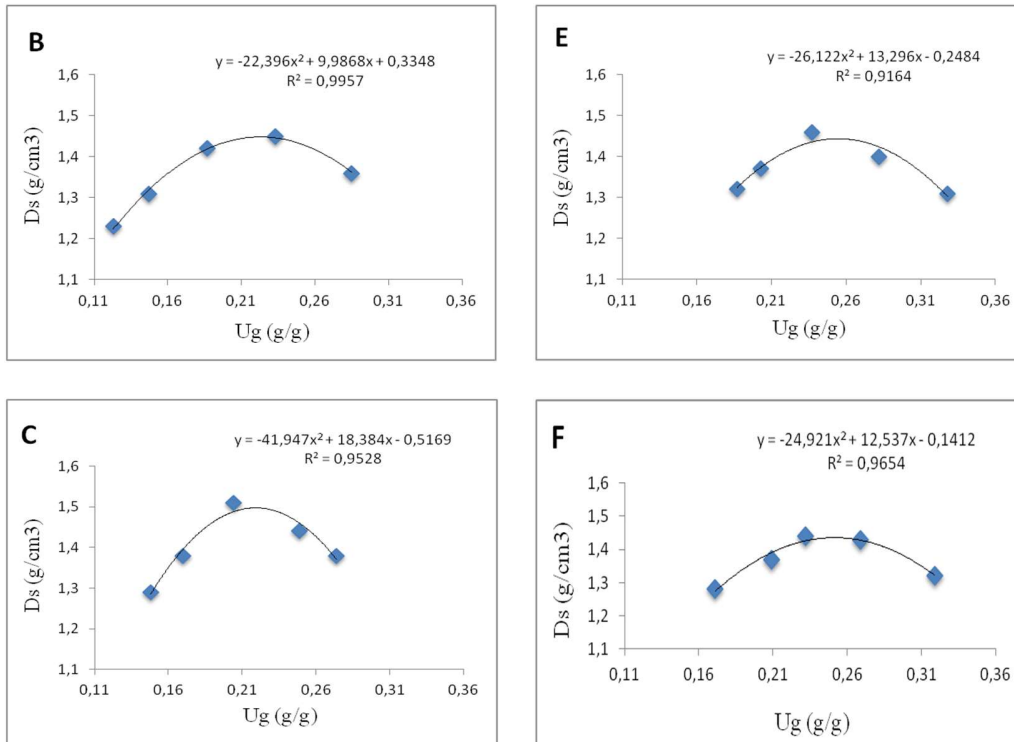 B
y = -22,396x² + 9,9868x + 0,3348
R² = 0,9957
1,6
1,5
1,4
1,3
1,2
1,1
Ds (g/cm3)
0,11 0,16 0,21 0,26 0,31 0,36
Ug (g/g)
E
y = -26,122x² + 13,296x - 0,2484
R² = 0,9164
1,6
1,5
1,4
1,3
1,2
1,1
Ds (g/cm3)
0,11 0,16 0,21 0,26 0,31 0,36
Ug (g/g)
C
y = -41,947x² + 18,384x - 0,5169
R² = 0,9528
1,6
1,5
1,4
1,3
1,2
1,1
Ds (g/cm3)
0,11 0,16 0,21 0,26 0,31 0,36
Ug (g/g)
F
y = -24,921x² + 12,537x - 0,1412
R² = 0,9654
1,6
1,5
1,4
1,3
1,2
1,1
Ds (g/cm3)
0,11 0,16 0,21 0,26 0,31 0,36
Ug (g/g)